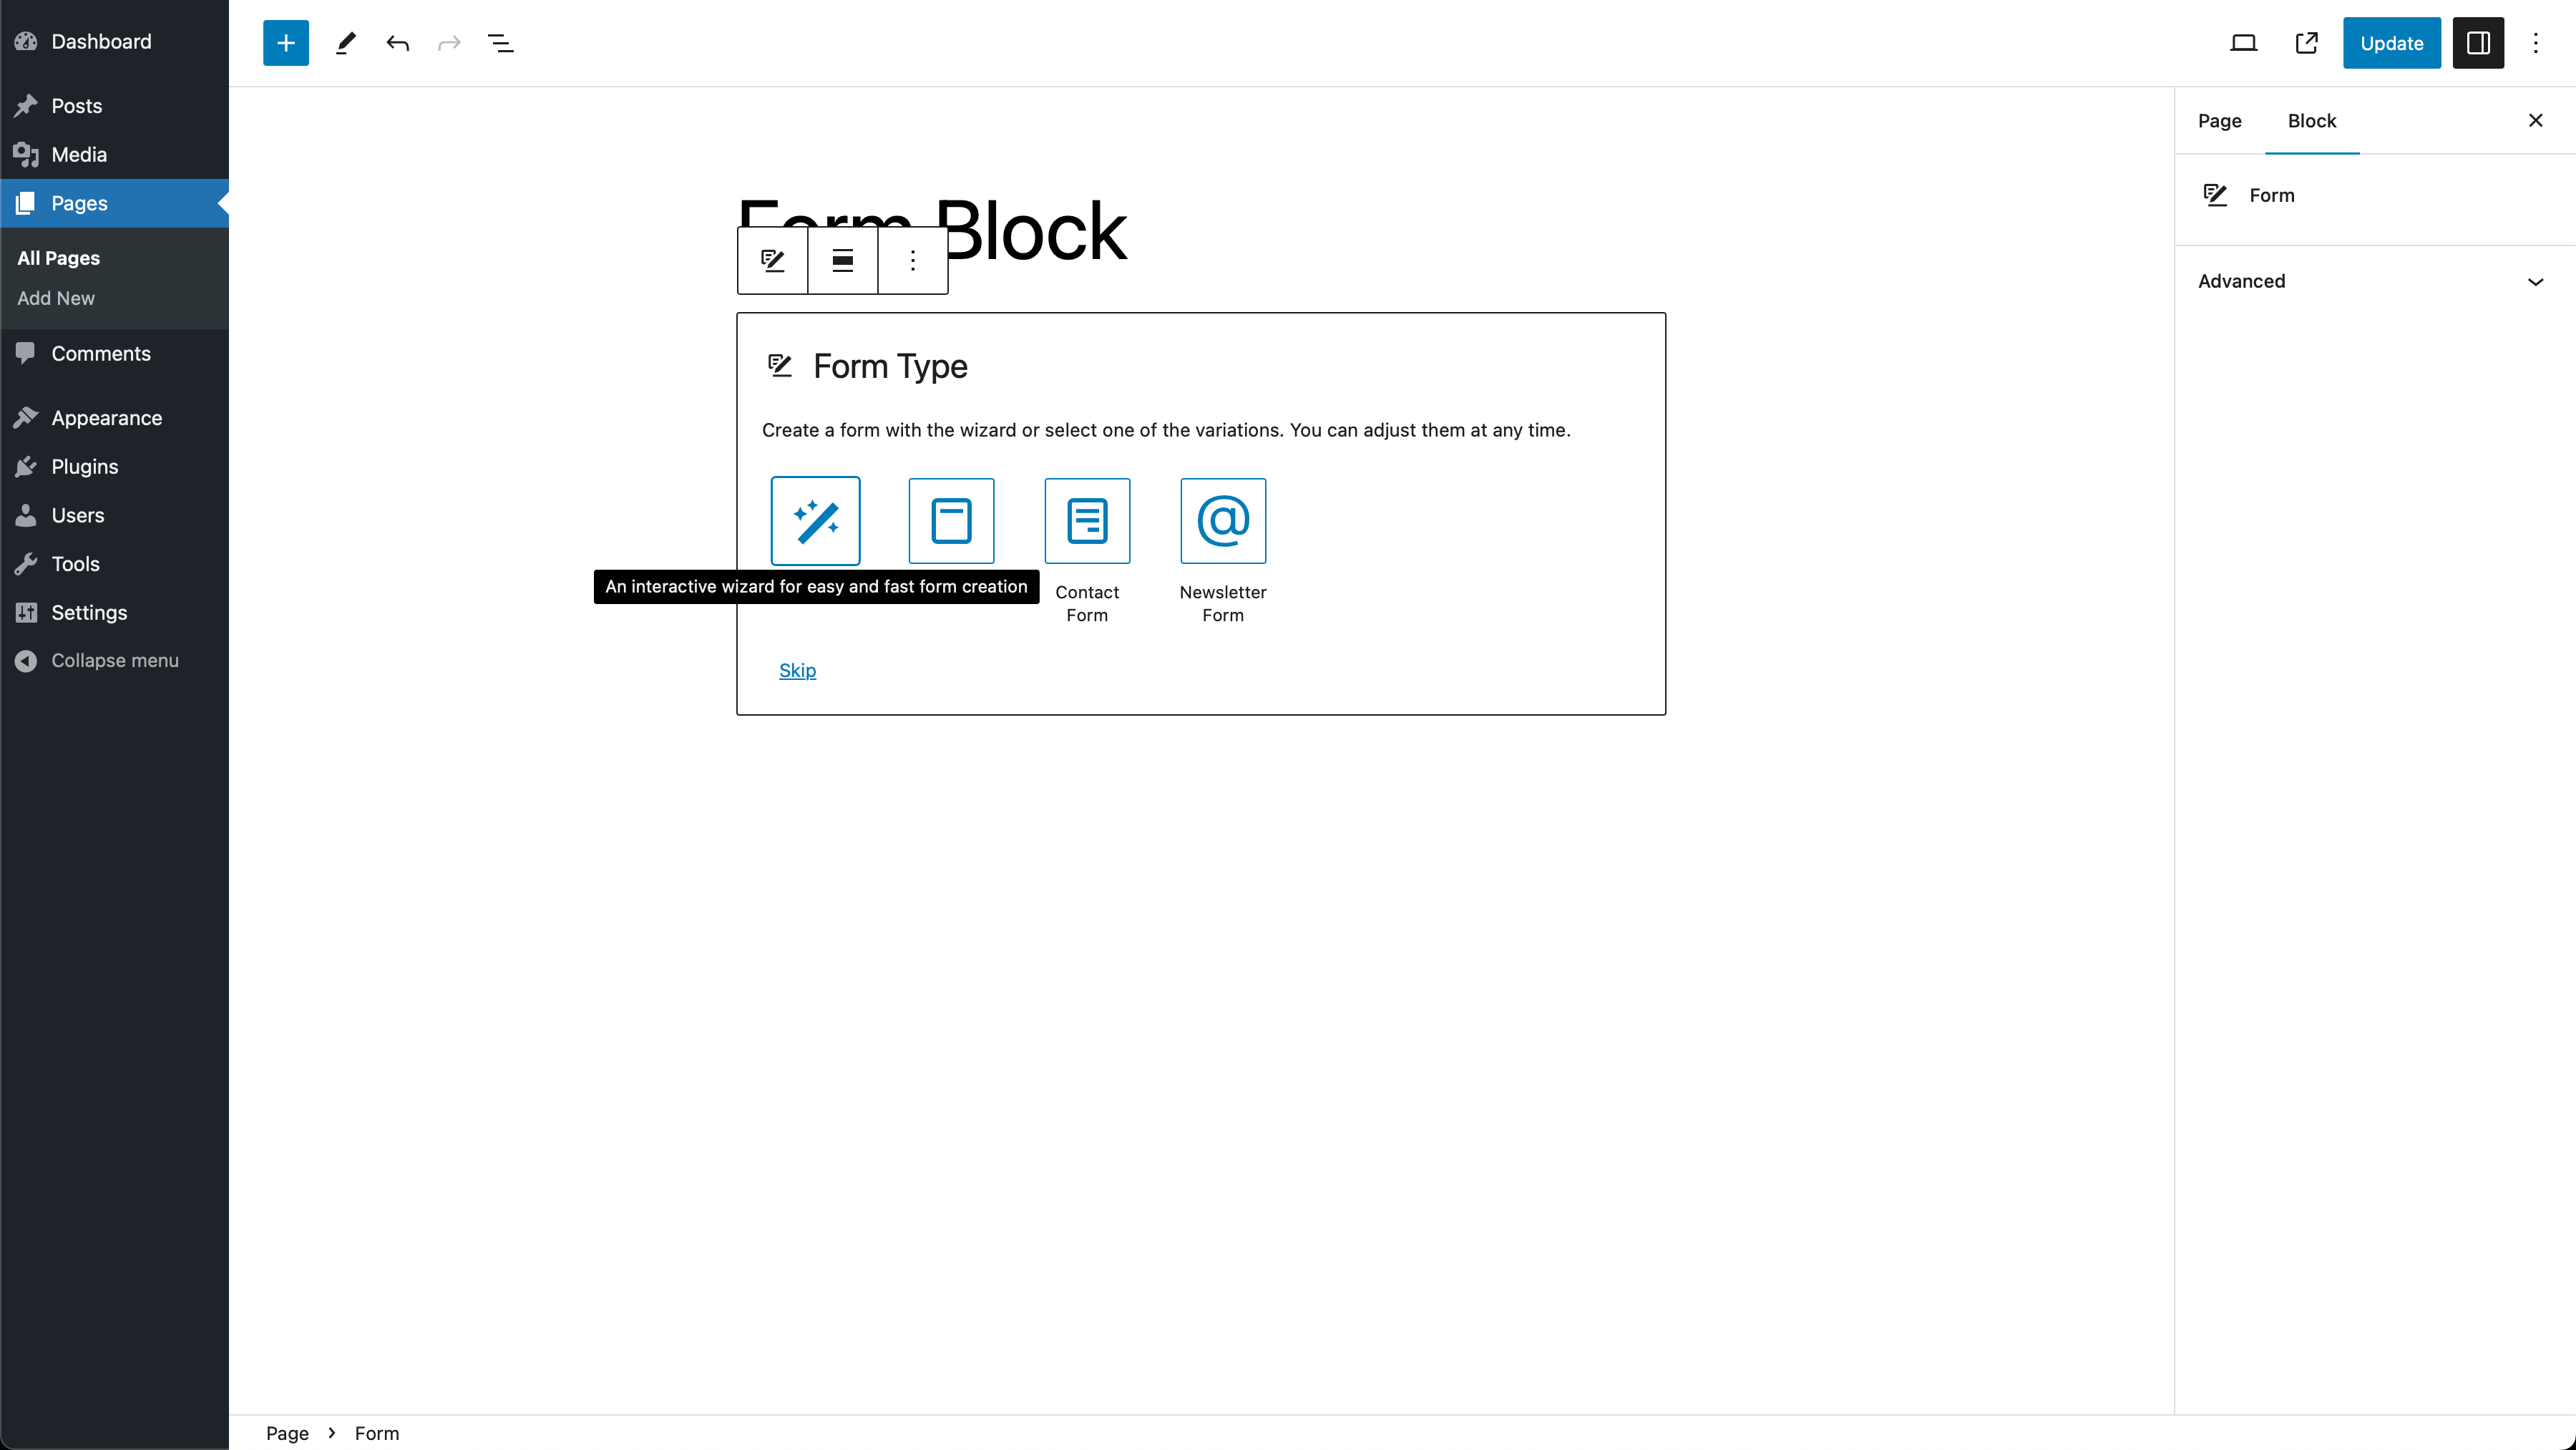 Dashboard
Posts
Media
Pages
All Pages
Add New
Comments
Appearance
Plugins
Users
Tools
Settings
Collapse menu
Update
Form Block
Form Type
Create a form with the wizard or select one of the variations. You can adjust them at any time.
@
An interactive wizard for easy and fast form creation
Contact
Form
Newsletter
Form
Skip
Page Block
Form
Advanced
Page › Form